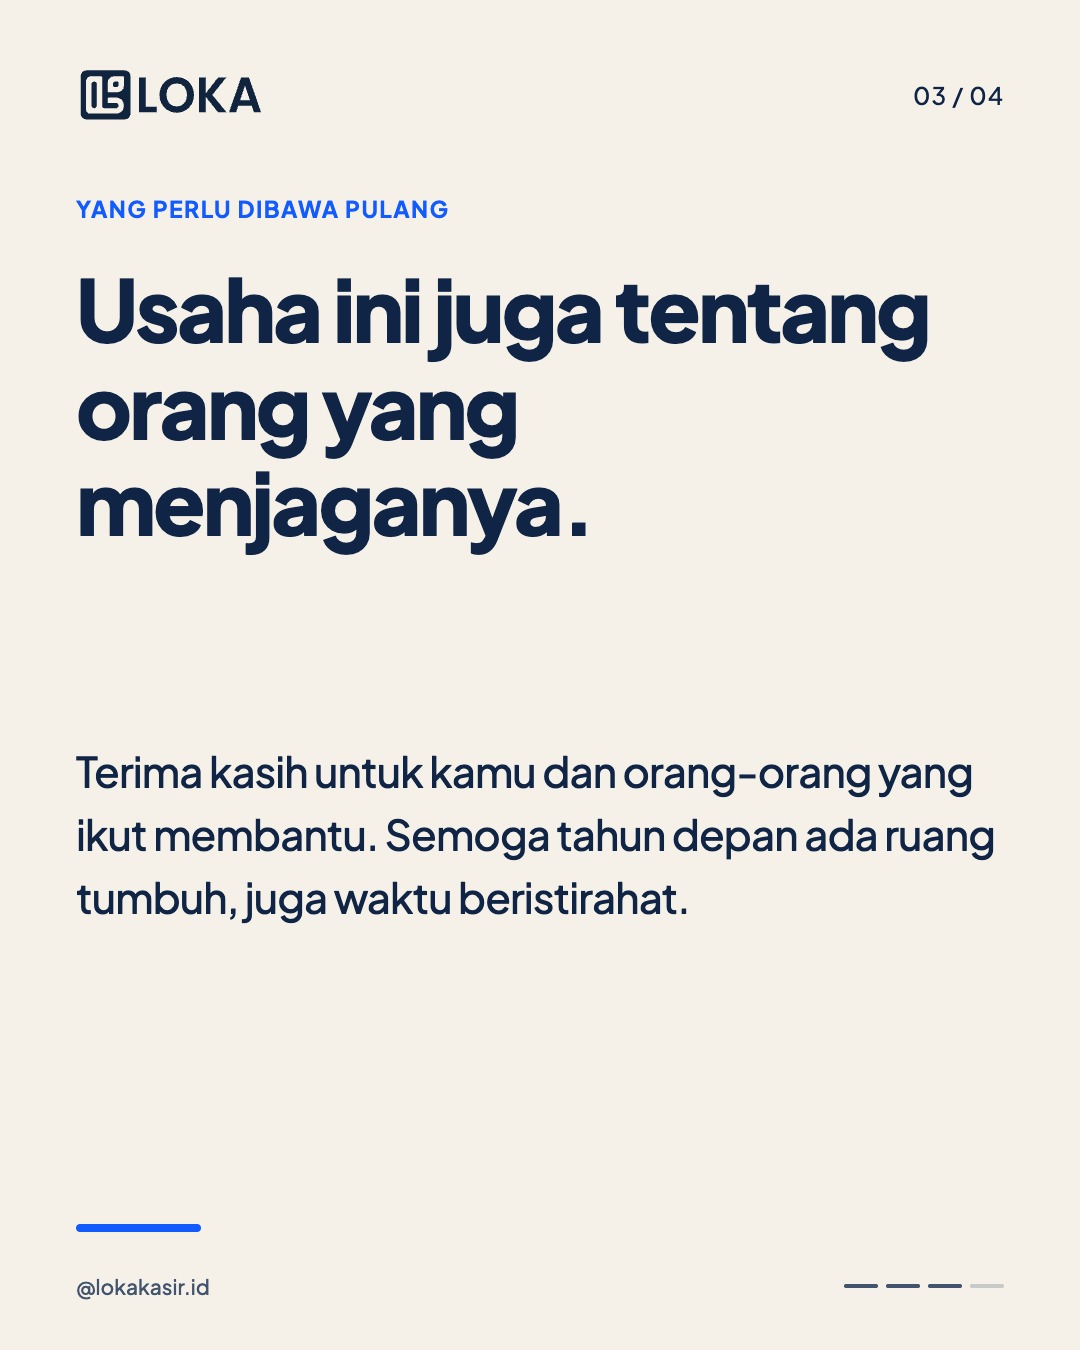 LOKA
03 / 04
YANG PERLU DIBAWA PULANG
Usaha ini juga tentang
orang yang
menjaganya.
Terima kasih untuk kamu dan orang-orang yang
ikut membantu. Semoga tahun depan ada ruang
tumbuh, juga waktu beristirahat.
@lokakasir.id